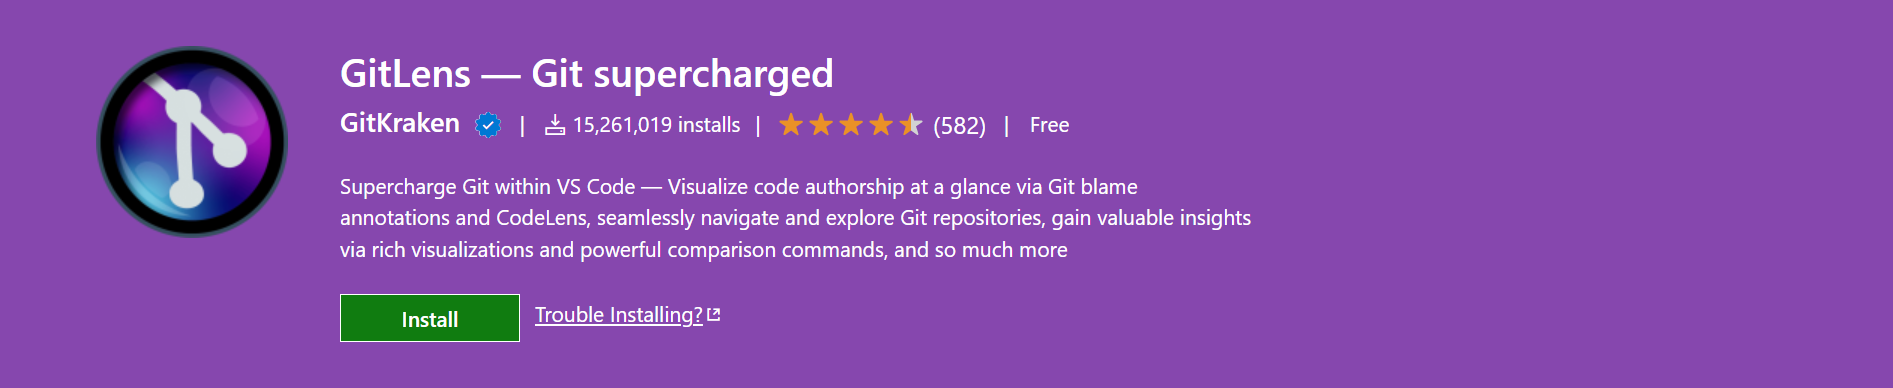 GitLens — Git supercharged
GitKraken | 15,261,019 installs | (582) | Free
Supercharge Git within VS Code — Visualize code authorship at a glance via Git blame
annotations and CodeLens, seamlessly navigate and explore Git repositories, gain valuable insights
via rich visualizations and powerful comparison commands, and so much more
Install
Trouble Installing?